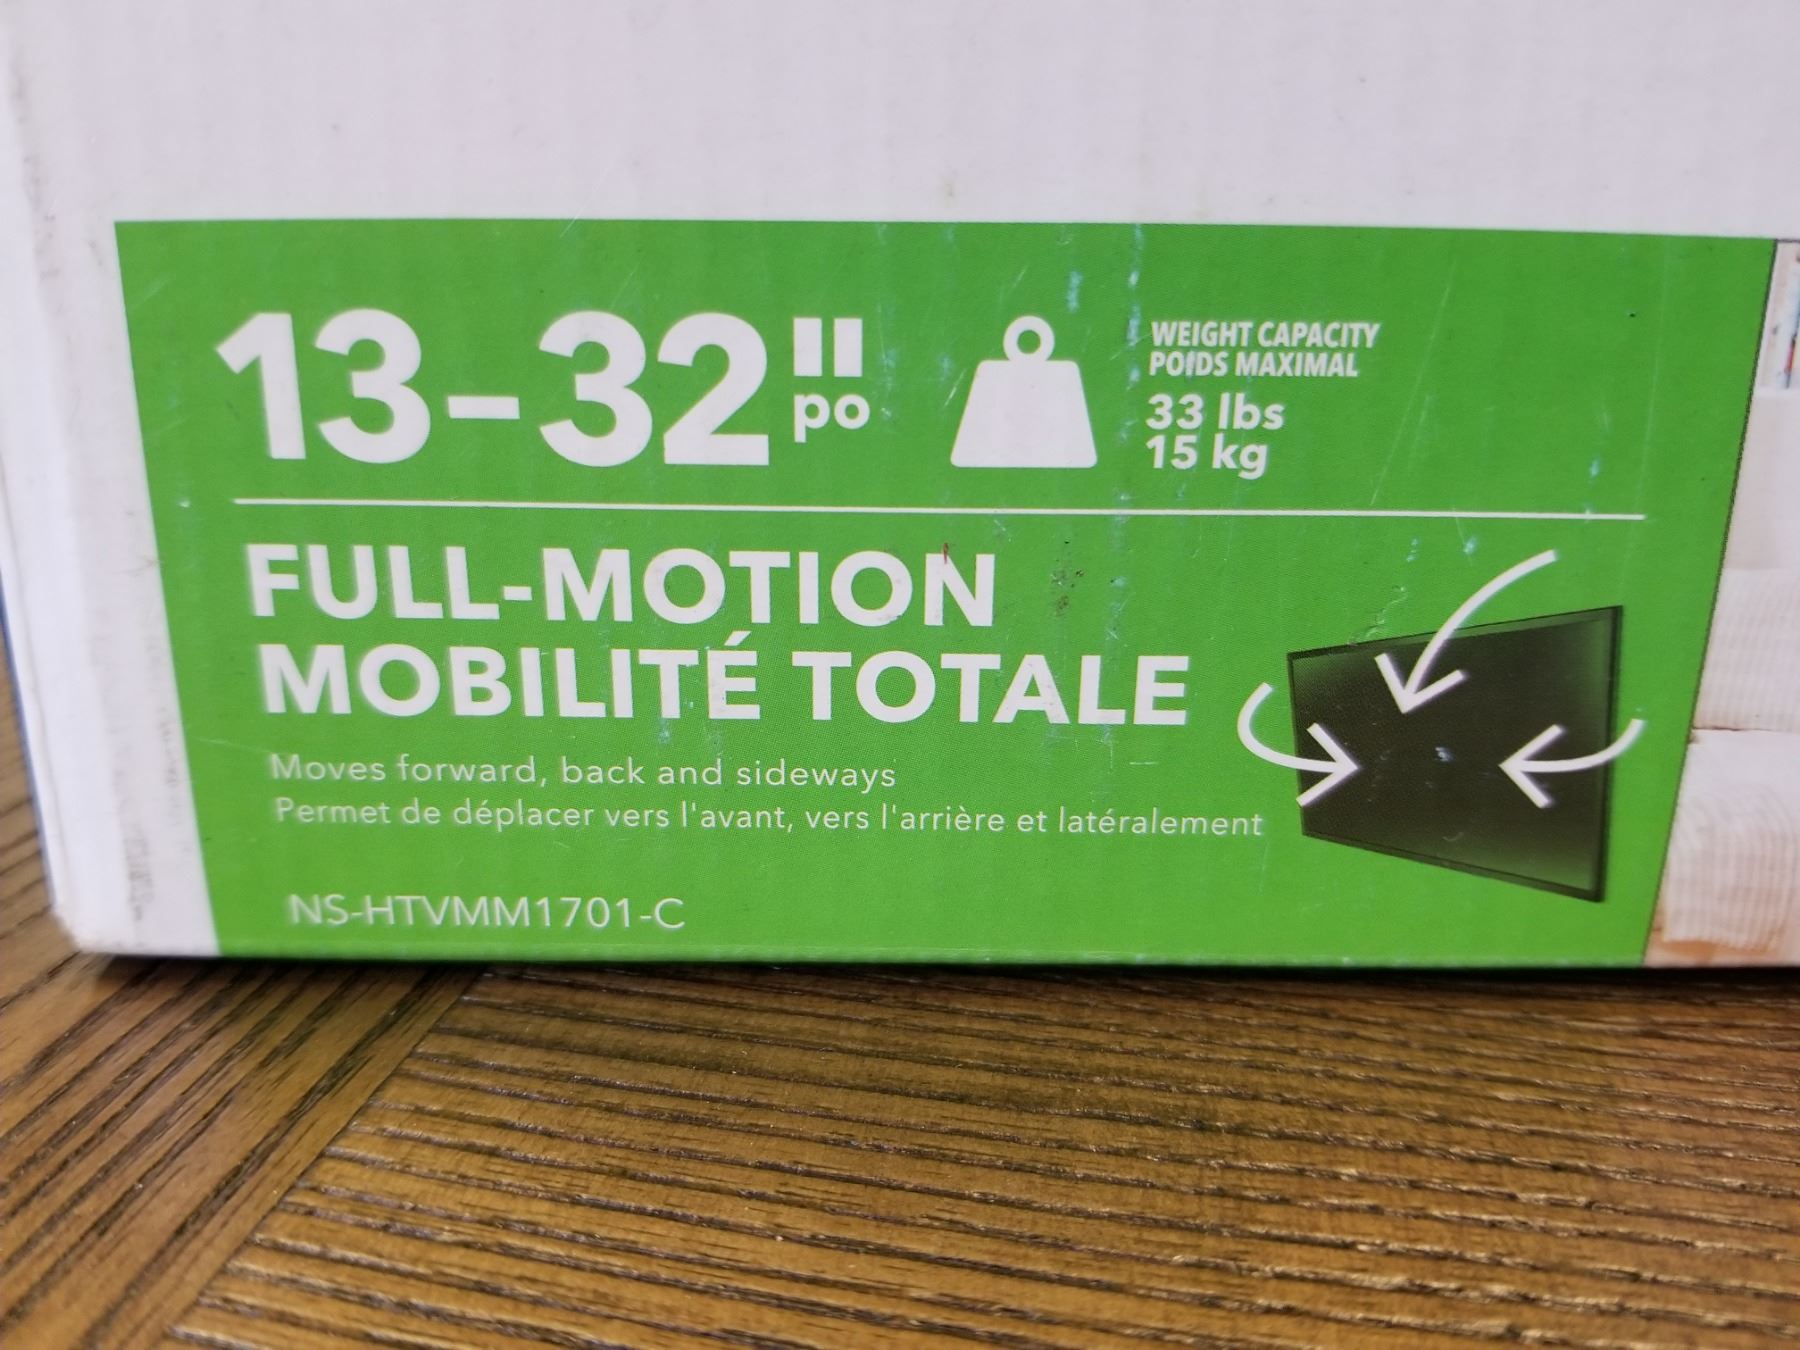 13-32"
po
WEIGHT CAPACITY
POIDS MAXIMAL
33 lbs
15 kg
FULL-MOTION
MOBILITÉ TOTALE
Moves forward, back and sideways
Permet de déplacer vers l'avant, vers l'arrière et latéralement
NS-HTVMM1701-C